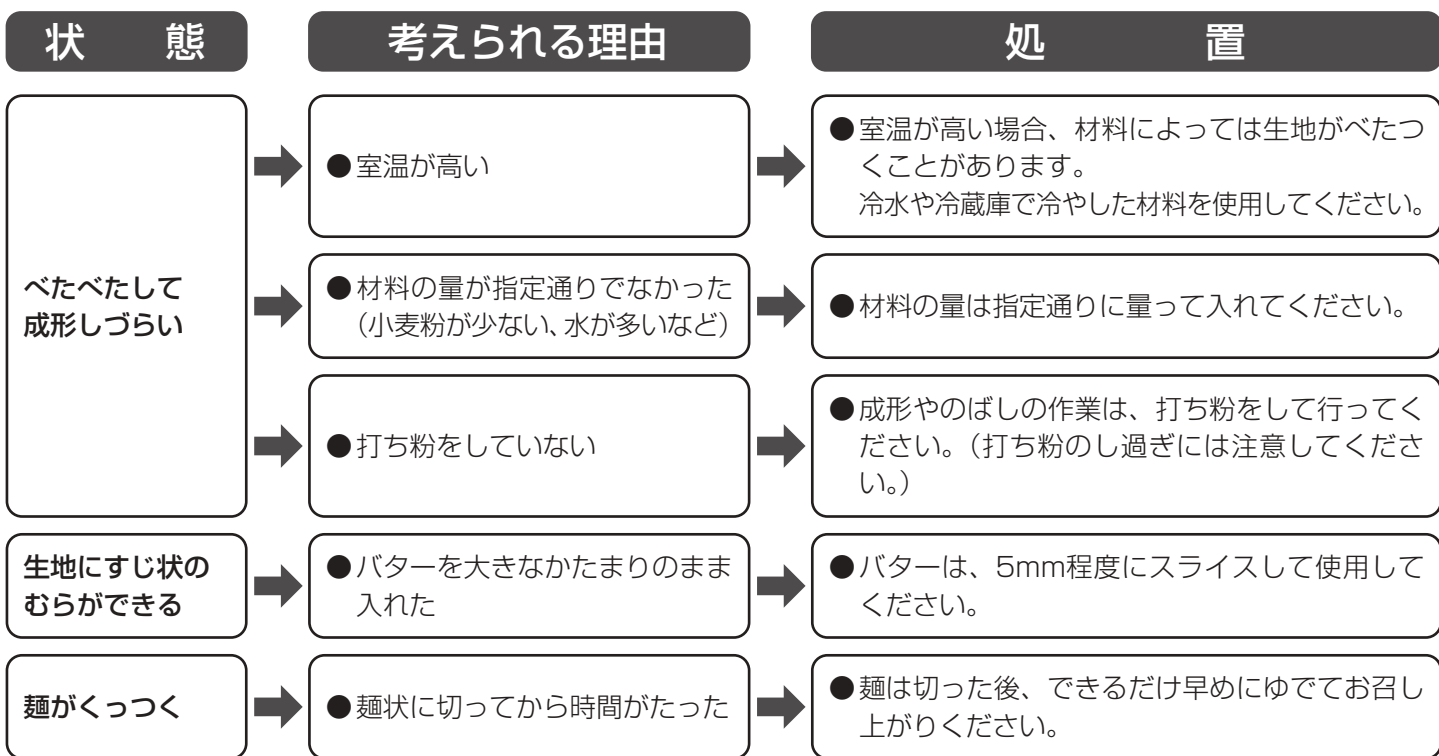 状　態
考えられる理由
処　置
べたべたして
成形しづらい
●室温が高い
●室温が高い場合、材料によっては生地がべたつ
くことがあります。
冷水や冷蔵庫で冷やした材料を使用してください。
●材料の量が指定通りでなかった
（小麦粉が少ない、水が多いなど）
●材料の量は指定通りに量って入れてください。
●打ち粉をしていない
●成形やのばしの作業は、打ち粉をして行ってく
ださい。（打ち粉のし過ぎには注意してくださ
い。）
生地にすじ状の
むらができる
●バターを大きなかたまりのまま
入れた
●バターは、5mm程度にスライスして使用して
ください。
麺がくっつく
●麺状に切ってから時間がたった
●麺は切った後、できるだけ早めにゆでてお召し
上がりください。